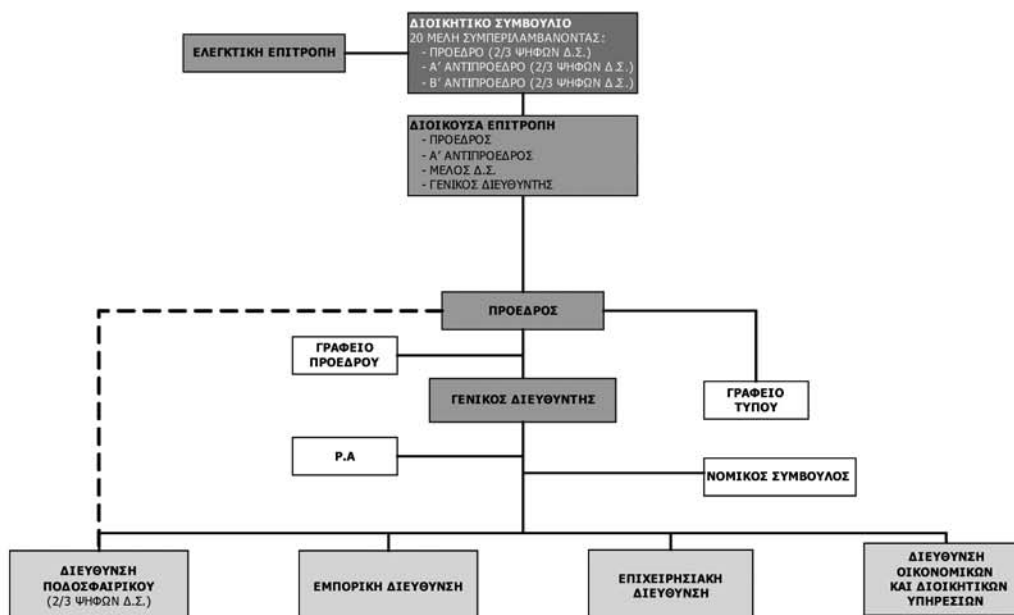 ΔΙΟΙΚΗΤΙΚΟ ΣΥΜΒΟΥΛΙΟ
20 ΜΕΛΗ ΣΥΜΠΕΡΙΛΑΜΒΑΝΟΝΤΑΣ:
- ΠΡΟΕΔΡΟ (2/3 ΨΗΦΩΝ Δ.Σ.)
- Α' ΑΝΤΙΠΡΟΕΔΡΟ (2/3 ΨΗΦΩΝ Δ.Σ.)
- Β' ΑΝΤΙΠΡΟΕΔΡΟ (2/3 ΨΗΦΩΝ Δ.Σ.)
ΕΛΕΓΚΤΙΚΗ ΕΠΙΤΡΟΠΗ
ΔΙΟΙΚΟΥΣΑ ΕΠΙΤΡΟΠΗ
- ΠΡΟΕΔΡΟΣ
- Α' ΑΝΤΙΠΡΟΕΔΡΟΣ
- ΜΕΛΟΣ Δ.Σ.
- ΓΕΝΙΚΟΣ ΔΙΕΥΘΥΝΤΗΣ
ΠΡΟΕΔΡΟΣ
ΓΡΑΦΕΙΟ
ΠΡΟΕΔΡΟΥ
ΓΕΝΙΚΟΣ ΔΙΕΥΘΥΝΤΗΣ
ΓΡΑΦΕΙΟ
ΤΥΠΟΥ
P.A
ΝΟΜΙΚΟΣ ΣΥΜΒΟΥΛΟΣ
ΔΙΕΥΘΥΝΣΗ
ΠΟΔΟΣΦΑΙΡΙΚΟΥ
(2/3 ΨΗΦΩΝ Δ.Σ.)
ΕΜΠΟΡΙΚΗ ΔΙΕΥΘΥΝΣΗ
ΕΠΙΧΕΙΡΗΣΙΑΚΗ
ΔΙΕΥΘΥΝΣΗ
ΔΙΕΥΘΥΝΣΗ
ΟΙΚΟΝΟΜΙΚΩΝ
ΚΑΙ ΔΙΟΙΚΗΤΙΚΩΝ
ΥΠΗΡΕΣΙΩΝ